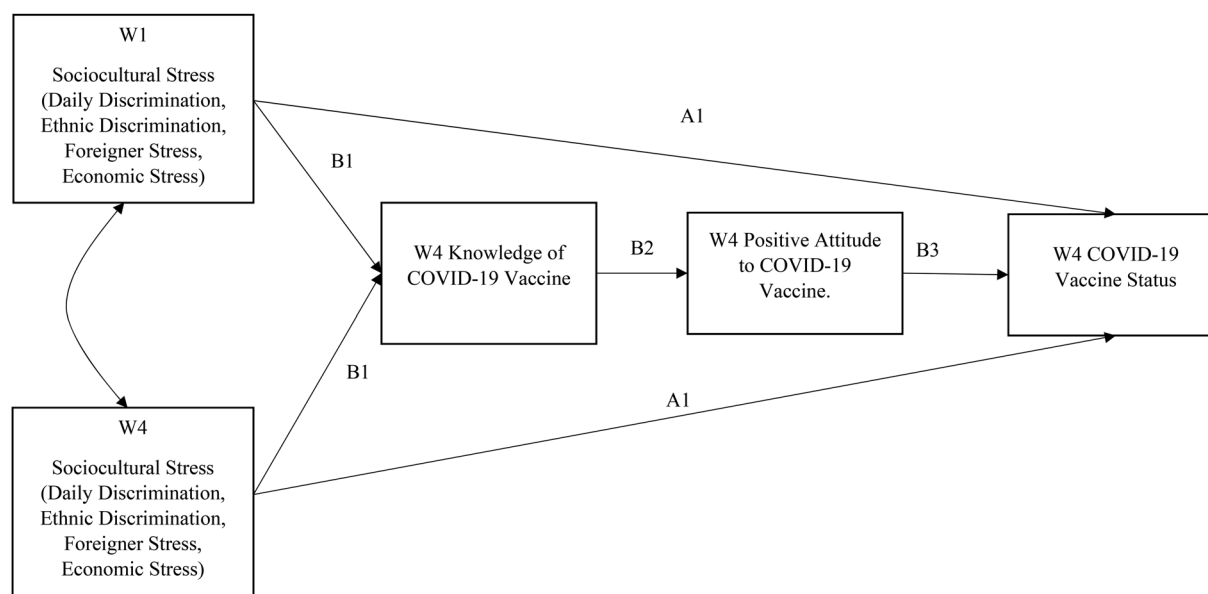 W1
Sociocultural Stress
(Daily Discrimination,
Ethnic Discrimination,
Foreigner Stress,
Economic Stress)
A1
B1
W4 Knowledge of
COVID-19 Vaccine
B2
W4 Positive Attitude
to COVID-19
Vaccine.
B3
W4 COVID-19
Vaccine Status
B1
A1
W4
Sociocultural Stress
(Daily Discrimination,
Ethnic Discrimination,
Foreigner Stress,
Economic Stress)